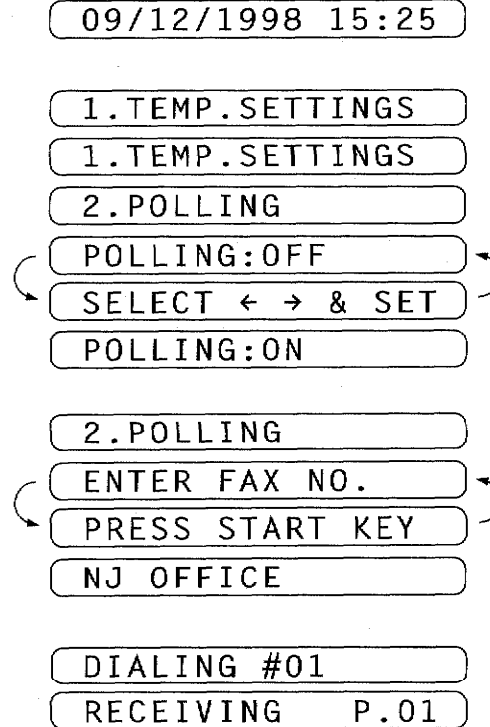 09/12/1998 15:25
1.TEMP.SETTINGS
1.TEMP.SETTINGS
2.POLLING
POLLING:OFF
SELECT ← → & SET
POLLING:ON
2.POLLING
ENTER FAX NO.
PRESS START KEY
NJ OFFICE
DIALING #01
RECEIVING P.01